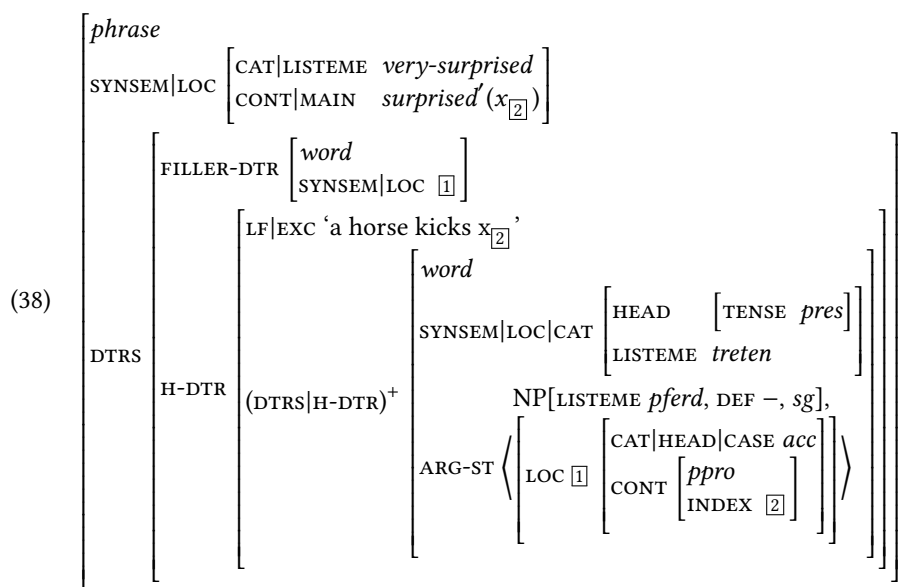 phrase
SYNSEM|LOC [CAT|LISTEME very-surprised
CONT|MAIN surprised′(x[2])]
FILLER-DTR [word
SYNSEM|LOC [1]]
LF|EXC ‘a horse kicks x[2]’
word
SYNSEM|LOC|CAT [HEAD [TENSE pres]
LISTEME treten]
(38) DTRS H-DTR (DTRS|H-DTR)+
NP[LISTEME pferd, DEF −, sg],
ARG-ST ⟨[LOC [1] [CAT|HEAD|CASE acc
CONT [ppro
INDEX [2]]]]⟩